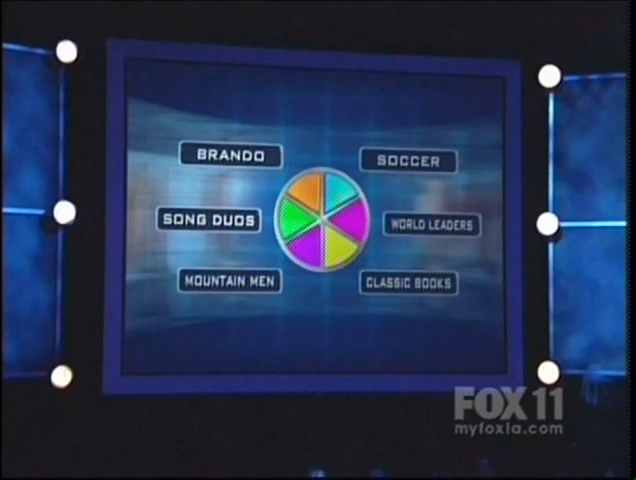 BRANDO
SOCCER
SONG DUOS
WORLD LEADERS
MOUNTAIN MEN
CLASSIC BOOKS
FOX 11
myfoxla.com